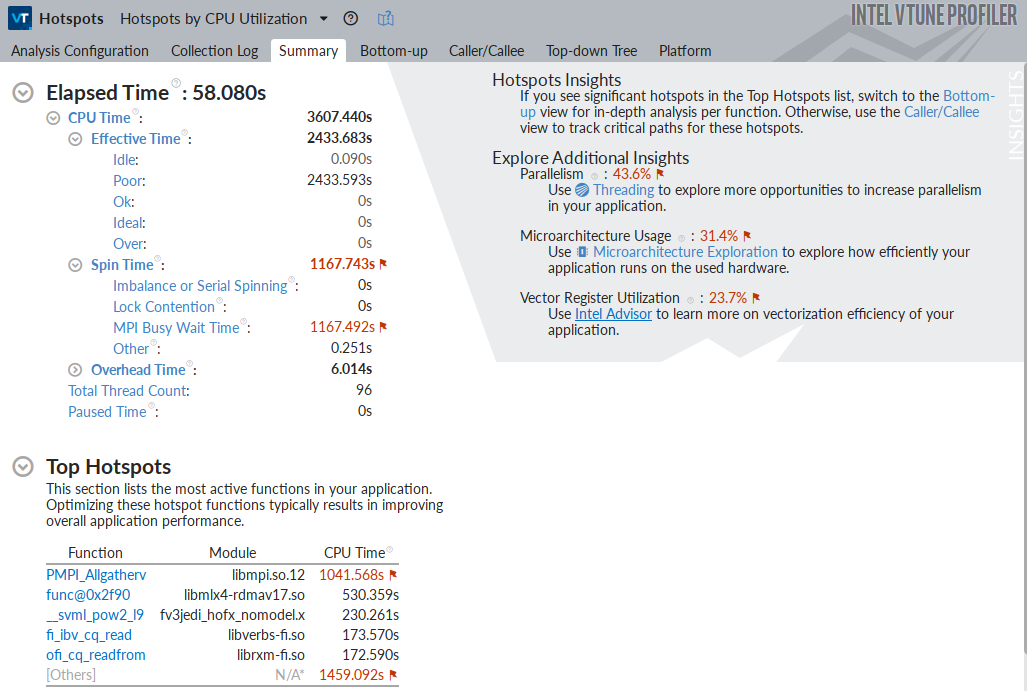 VT Hotspots Hotspots by CPU Utilization
INTEL VTUNE PROFILER
Analysis Configuration Collection Log Summary Bottom-up Caller/Callee Top-down Tree Platform
Elapsed Time: 58.080s
CPU Time: 3607.440s
Effective Time: 2433.683s
Idle: 0.090s
Poor: 2433.593s
Ok: 0s
Ideal: 0s
Over: 0s
Spin Time: 1167.743s
Imbalance or Serial Spinning: 0s
Lock Contention: 0s
MPI Busy Wait Time: 1167.492s
Other: 0.251s
Overhead Time: 6.014s
Total Thread Count: 96
Paused Time: 0s
Hotspots Insights
If you see significant hotspots in the Top Hotspots list, switch to the Bottom-
up view for in-depth analysis per function. Otherwise, use the Caller/Callee
view to track critical paths for these hotspots.
Explore Additional Insights
Parallelism : 43.6%
Use Threading to explore more opportunities to increase parallelism
in your application.
Microarchitecture Usage : 31.4%
Use Microarchitecture Exploration to explore how efficiently your
application runs on the used hardware.
Vector Register Utilization : 23.7%
Use Intel Advisor to learn more on vectorization efficiency of your
application.
INSIGHTS
Top Hotspots
This section lists the most active functions in your application.
Optimizing these hotspot functions typically results in improving
overall application performance.
Function Module CPU Time
PMPI_Allgatherv libmpi.so.12 1041.568s
func@0x2f90 libmlx4-rdmav17.so 530.359s
__svml_pow2_l9 fv3jedi_hofx_nomodel.x 230.261s
fi_ibv_cq_read libverbs-fi.so 173.570s
ofi_cq_readfrom librxm-fi.so 172.590s
[Others] N/A* 1459.092s